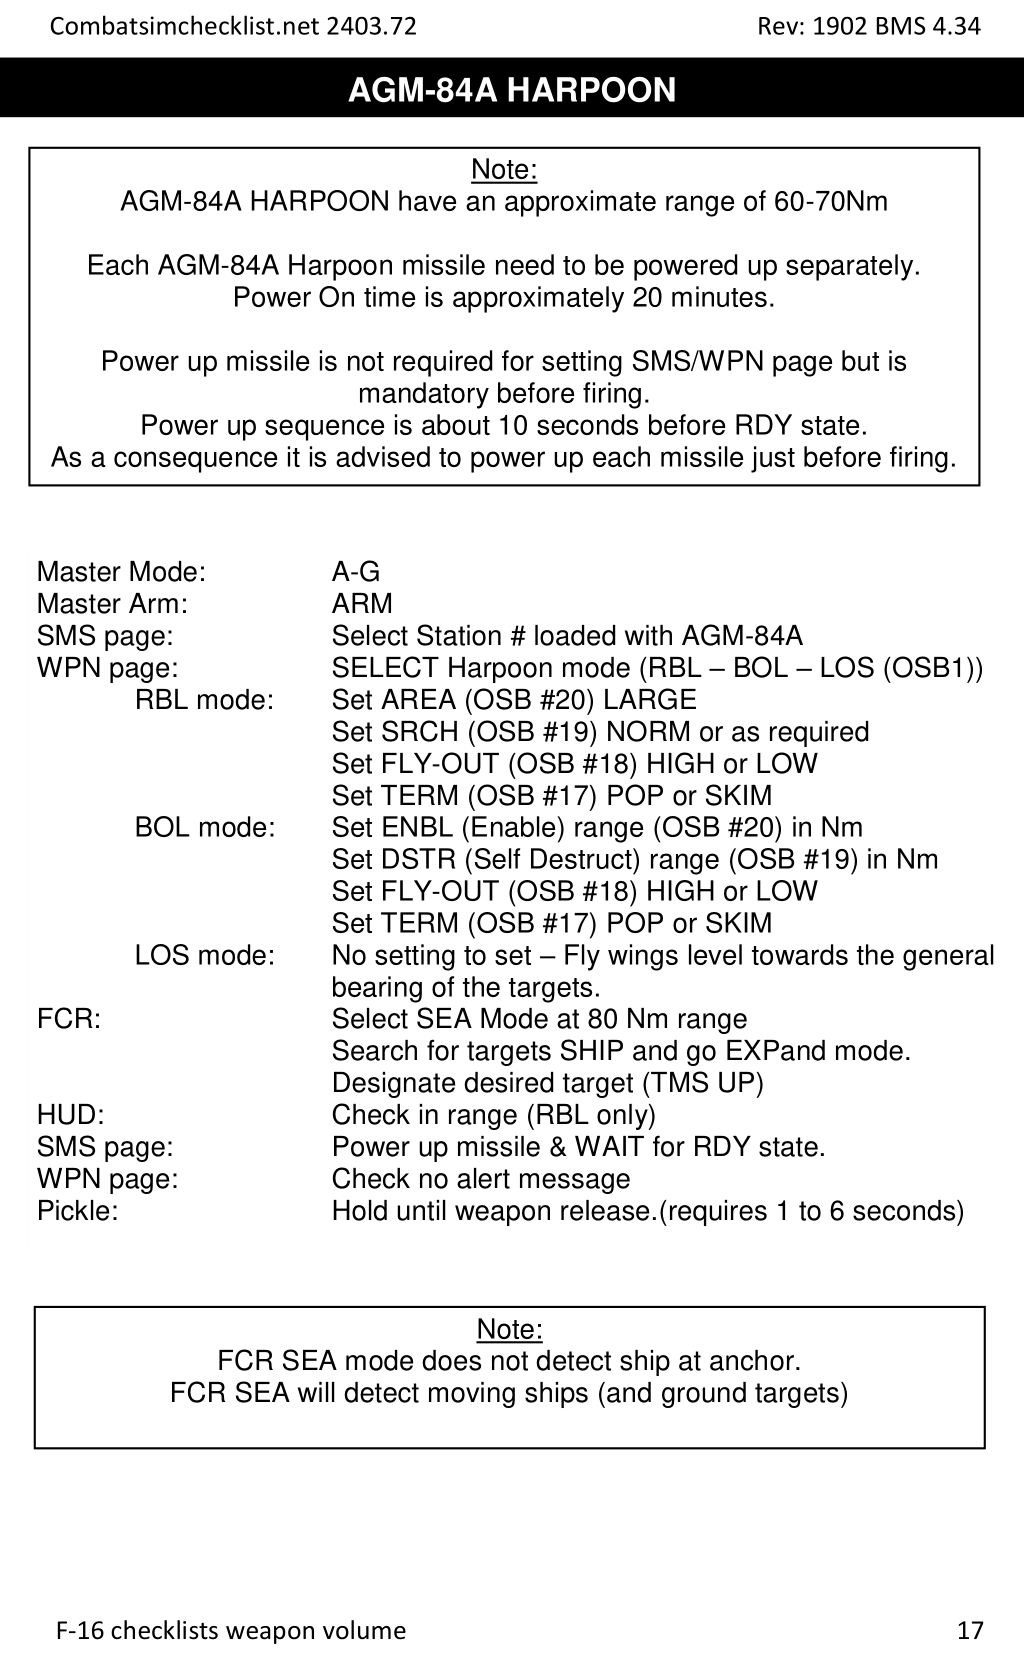 Combatsimchecklist.net 2403.72 Rev: 1902 BMS 4.34
AGM-84A HARPOON
Note:
AGM-84A HARPOON have an approximate range of 60-70Nm
Each AGM-84A Harpoon missile need to be powered up separately.
Power On time is approximately 20 minutes.
Power up missile is not required for setting SMS/WPN page but is
mandatory before firing.
Power up sequence is about 10 seconds before RDY state.
As a consequence it is advised to power up each missile just before firing.
Master Mode: A-G
Master Arm: ARM
SMS page: Select Station # loaded with AGM-84A
WPN page: SELECT Harpoon mode (RBL – BOL – LOS (OSB1))
RBL mode: Set AREA (OSB #20) LARGE
Set SRCH (OSB #19) NORM or as required
Set FLY-OUT (OSB #18) HIGH or LOW
Set TERM (OSB #17) POP or SKIM
BOL mode: Set ENBL (Enable) range (OSB #20) in Nm
Set DSTR (Self Destruct) range (OSB #19) in Nm
Set FLY-OUT (OSB #18) HIGH or LOW
Set TERM (OSB #17) POP or SKIM
LOS mode: No setting to set – Fly wings level towards the general
bearing of the targets.
FCR: Select SEA Mode at 80 Nm range
Search for targets SHIP and go EXPand mode.
Designate desired target (TMS UP)
HUD: Check in range (RBL only)
SMS page: Power up missile & WAIT for RDY state.
WPN page: Check no alert message
Pickle: Hold until weapon release.(requires 1 to 6 seconds)
Note:
FCR SEA mode does not detect ship at anchor.
FCR SEA will detect moving ships (and ground targets)
F-16 checklists weapon volume 17